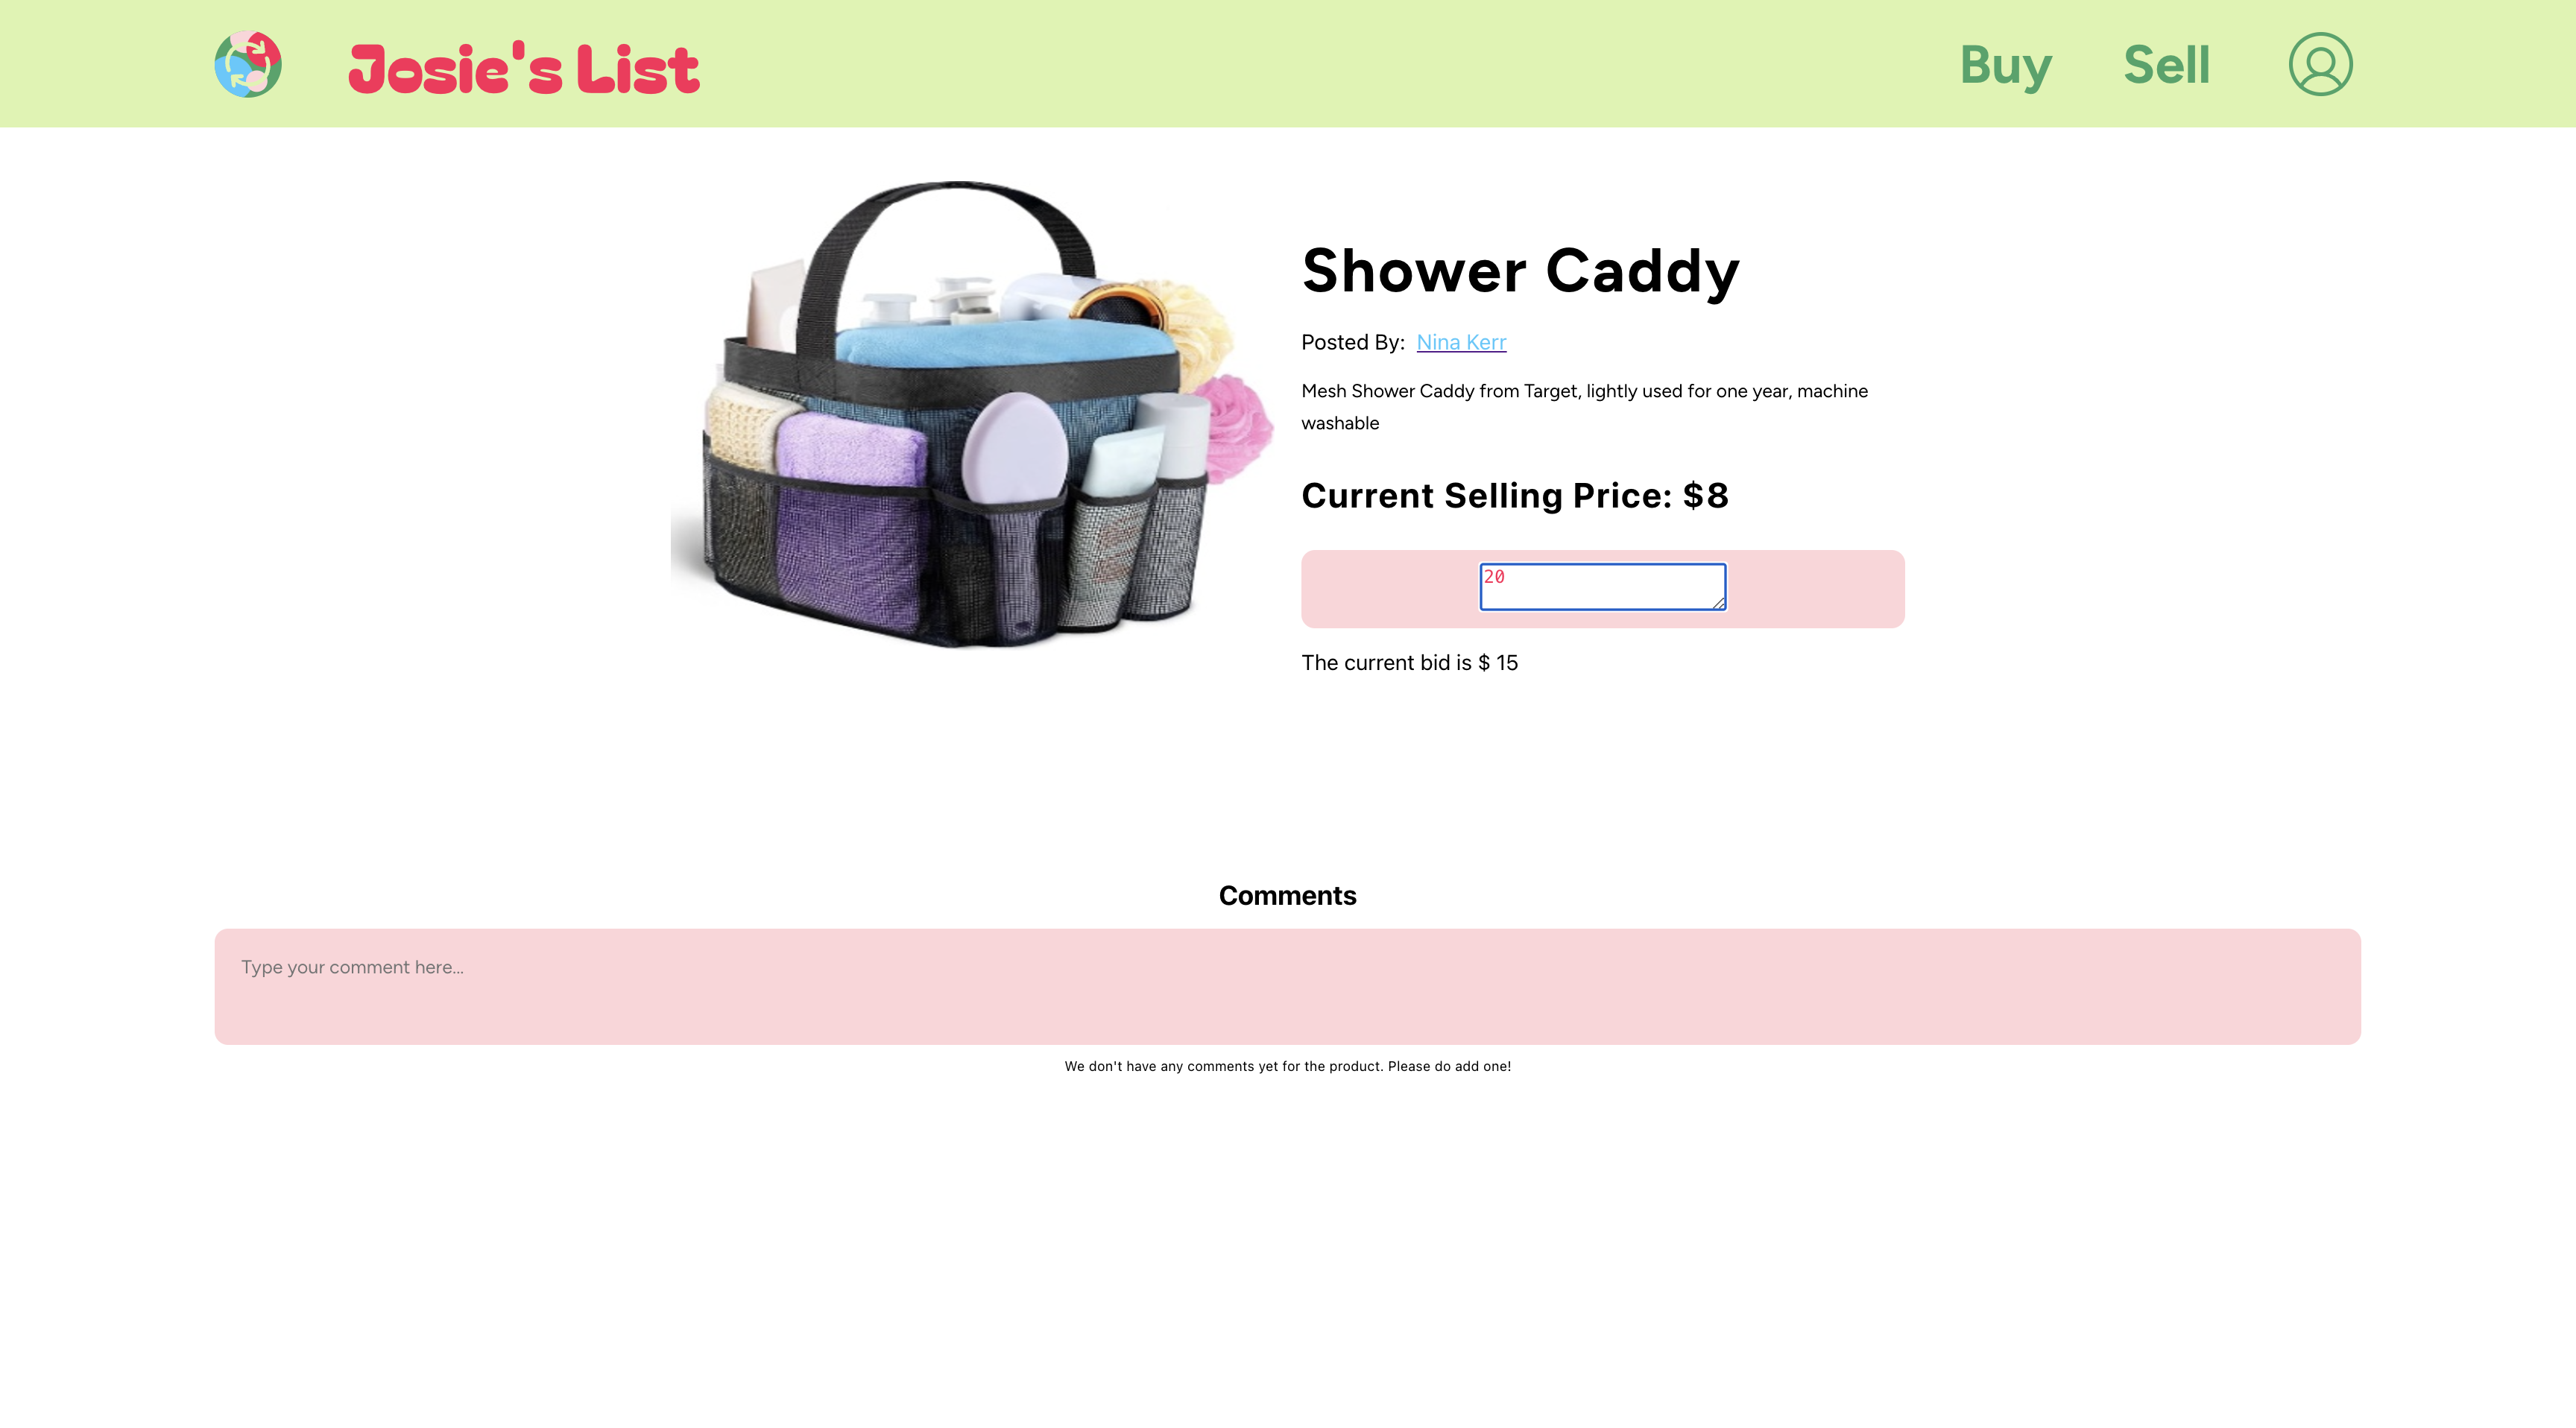 Josie's List
Buy
Sell
Shower Caddy
Posted By: Nina Kerr
Mesh Shower Caddy from Target, lightly used for one year, machine
washable
Current Selling Price: $8
20
The current bid is $ 15
Comments
Type your comment here...
We don't have any comments yet for the product. Please do add one!